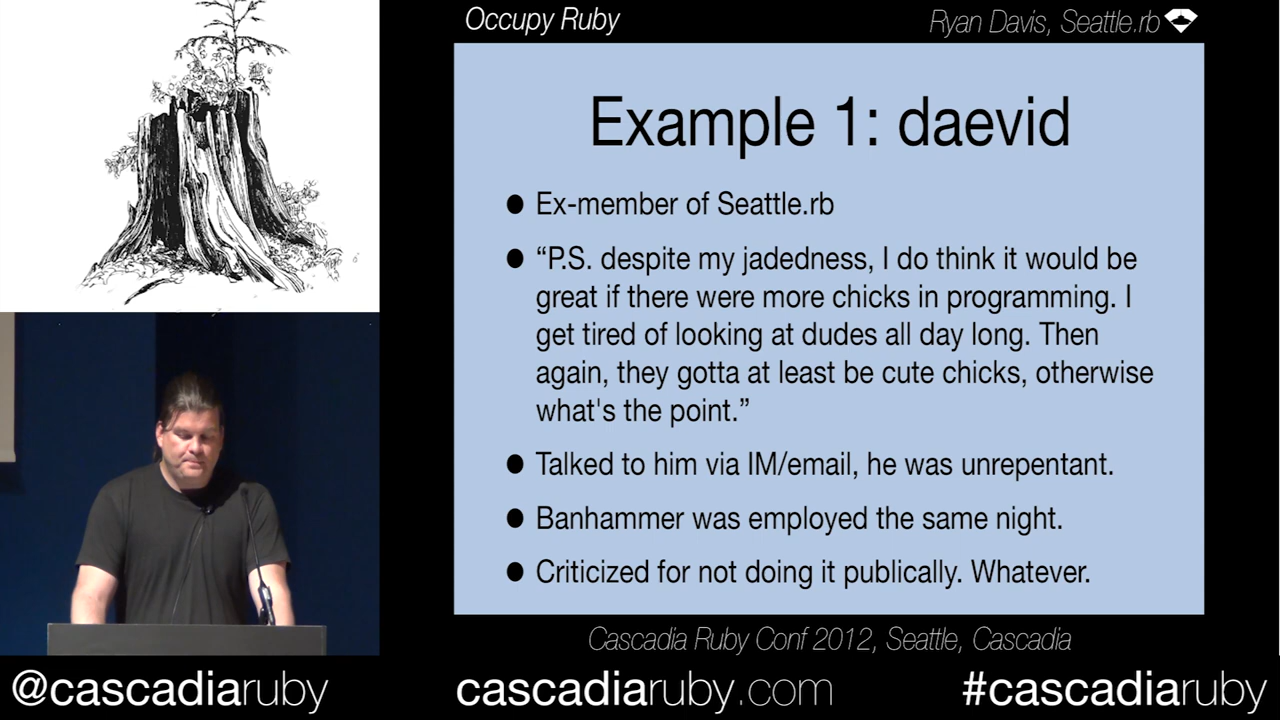 Occupy Ruby
Ryan Davis, Seattle.rb
Example 1: daevid
● Ex-member of Seattle.rb
● “P.S. despite my jadedness, I do think it would be
great if there were more chicks in programming. I
get tired of looking at dudes all day long. Then
again, they gotta at least be cute chicks, otherwise
what's the point.”
● Talked to him via IM/email, he was unrepentant.
● Banhammer was employed the same night.
● Criticized for not doing it publically. Whatever.
Cascadia Ruby Conf 2012, Seattle, Cascadia
@cascadiaruby
cascadiaruby.com
#cascadiaruby